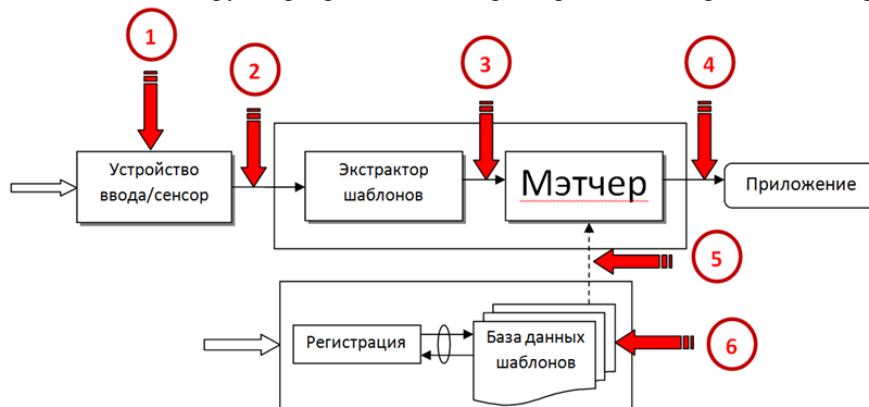 1
2
3
4
Устройство
ввода/сенсор
Экстрактор
шаблонов
Мэтчер
Приложение
5
Регистрация
База данных
шаблонов
6